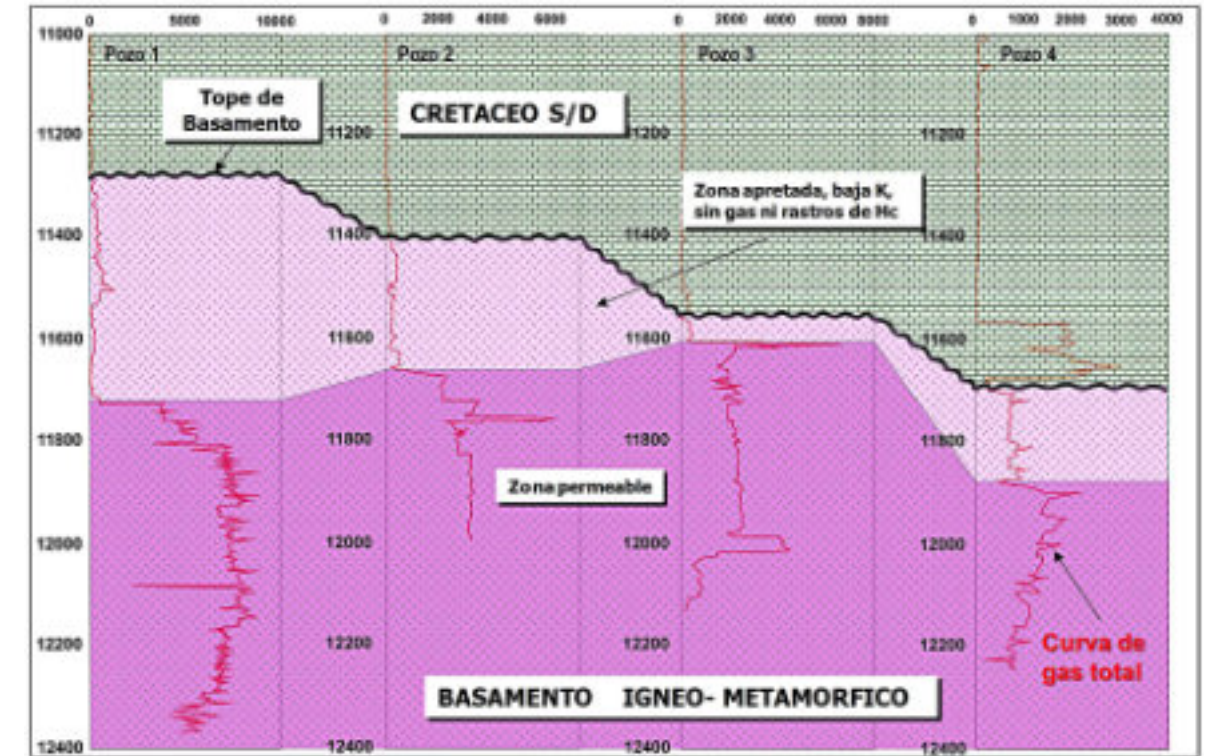 0 5000 10000 0 2000 4000 6000 0 2000 4000 6000 8000 0 1000 2000 3000 4000
11000
Pozo 1 Pozo 2 Pozo 3 Pozo 4
Tope de
Basamento
CRETACEO S/D
11200 11200 11200 11200
Zona apretada, baja K,
sin gas ni rastros de Hc
11400 11400 11400 11400
11600 11600 11600 11600
11800 11800 11800 11800
Zona permeable
12000 12000 12000 12000
12200 12200 12200 12200
Curva de
gas total
BASAMENTO IGNEO- METAMORFICO
12400 12400 12400 12400